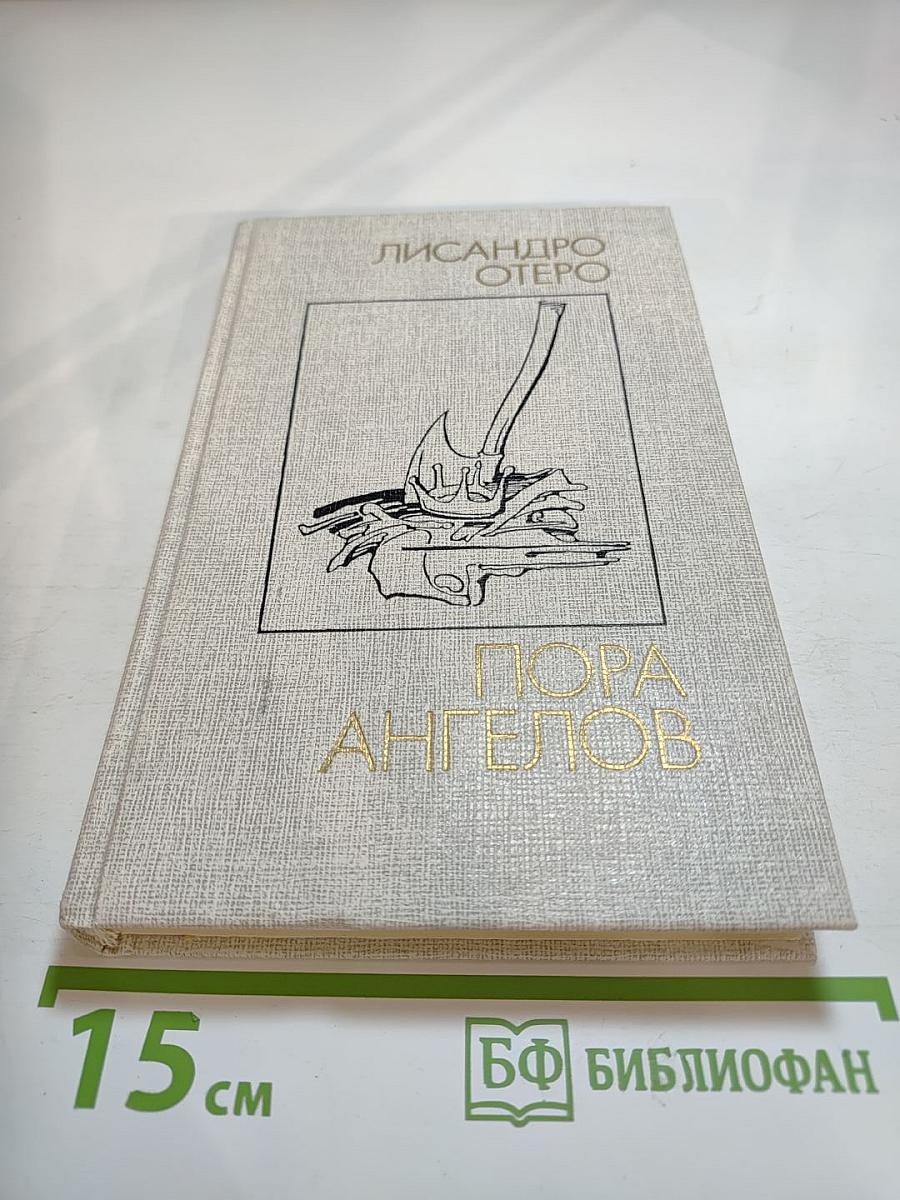 ЛИСАНДРО
ОТЕРО
ПОРА
АНГЕЛОВ
15 см
БФ БИБЛИОФАН